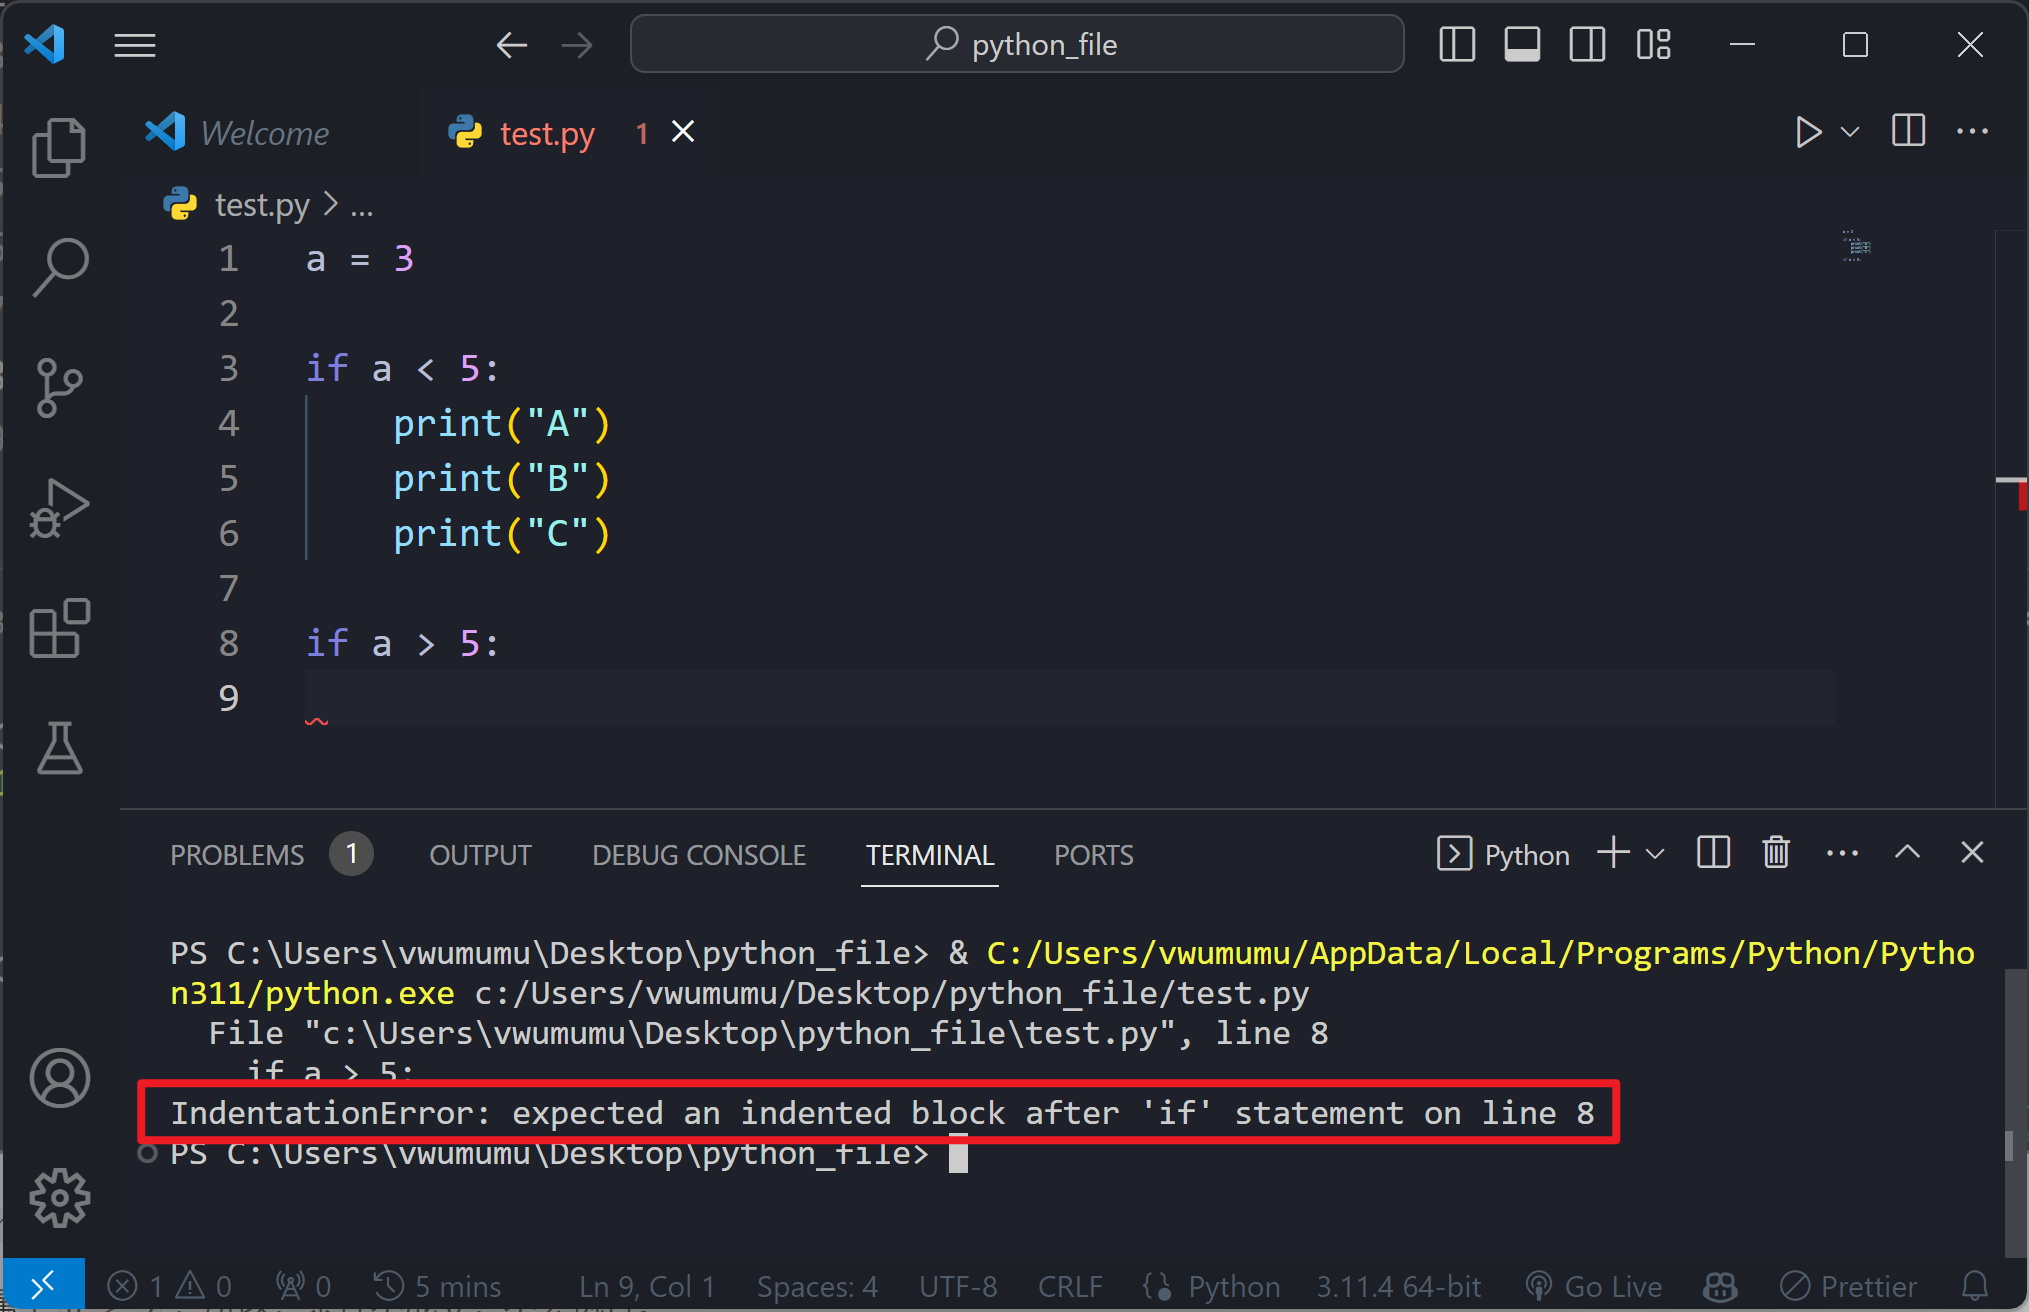 python_file
Welcome test.py 1
test.py > ...
1 a = 3
2
3 if a < 5:
4     print("A")
5     print("B")
6     print("C")
7
8 if a > 5:
9
PROBLEMS 1 OUTPUT DEBUG CONSOLE TERMINAL PORTS Python
PS C:\Users\vwumumu\Desktop\python_file> & C:/Users/vwumumu/AppData/Local/Programs/Python/Pytho
n311/python.exe c:/Users/vwumumu/Desktop/python_file/test.py
  File "c:\Users\vwumumu\Desktop\python_file\test.py", line 8
    if a > 5:
IndentationError: expected an indented block after 'if' statement on line 8
PS C:\Users\vwumumu\Desktop\python_file>
1 0 0 5 mins Ln 9, Col 1 Spaces: 4 UTF-8 CRLF Python 3.11.4 64-bit Go Live Prettier